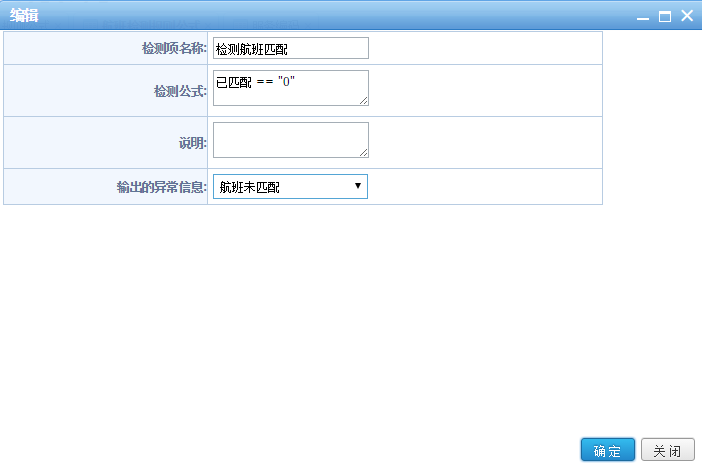 编辑
检测项名称: 检测航班匹配
检测公式: 已匹配 == "0"
说明:
输出的异常信息: 航班未匹配
确定 关闭